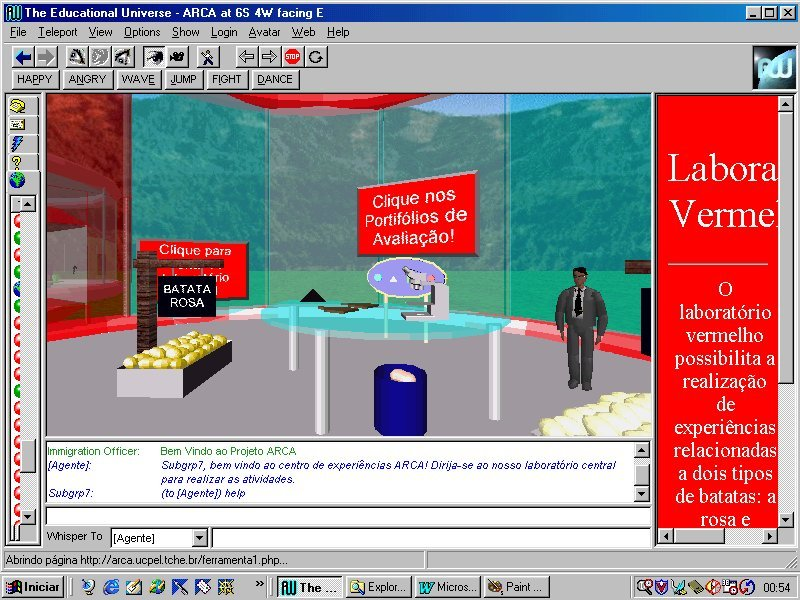 The Educational Universe - ARCA at 6S 4W facing E
File Teleport View Options Show Login Avatar Web Help
STOP
HAPPY ANGRY WAVE JUMP FIGHT DANCE
Clique nos
Portifólios de
Avaliação!
Clique para
BATATA
ROSA
Labora
Vermel
O
laboratório
vermelho
possibilita a
realização
de
experiências
relacionadas
a dois tipos
de batatas: a
rosa e
Immigration Officer: Bem Vindo ao Projeto ARCA
[Agente]: Subgrp7, bem vindo ao centro de experiências ARCA! Dirija-se ao nosso laboratório central
para realizar as atividades.
Subgrp7: (to [Agente]) help
Whisper To [Agente]
Abrindo página http://arca.ucpel.tche.br/ferramenta1.php...
Iniciar » The ... Explor... Micros... Paint ... 00:54